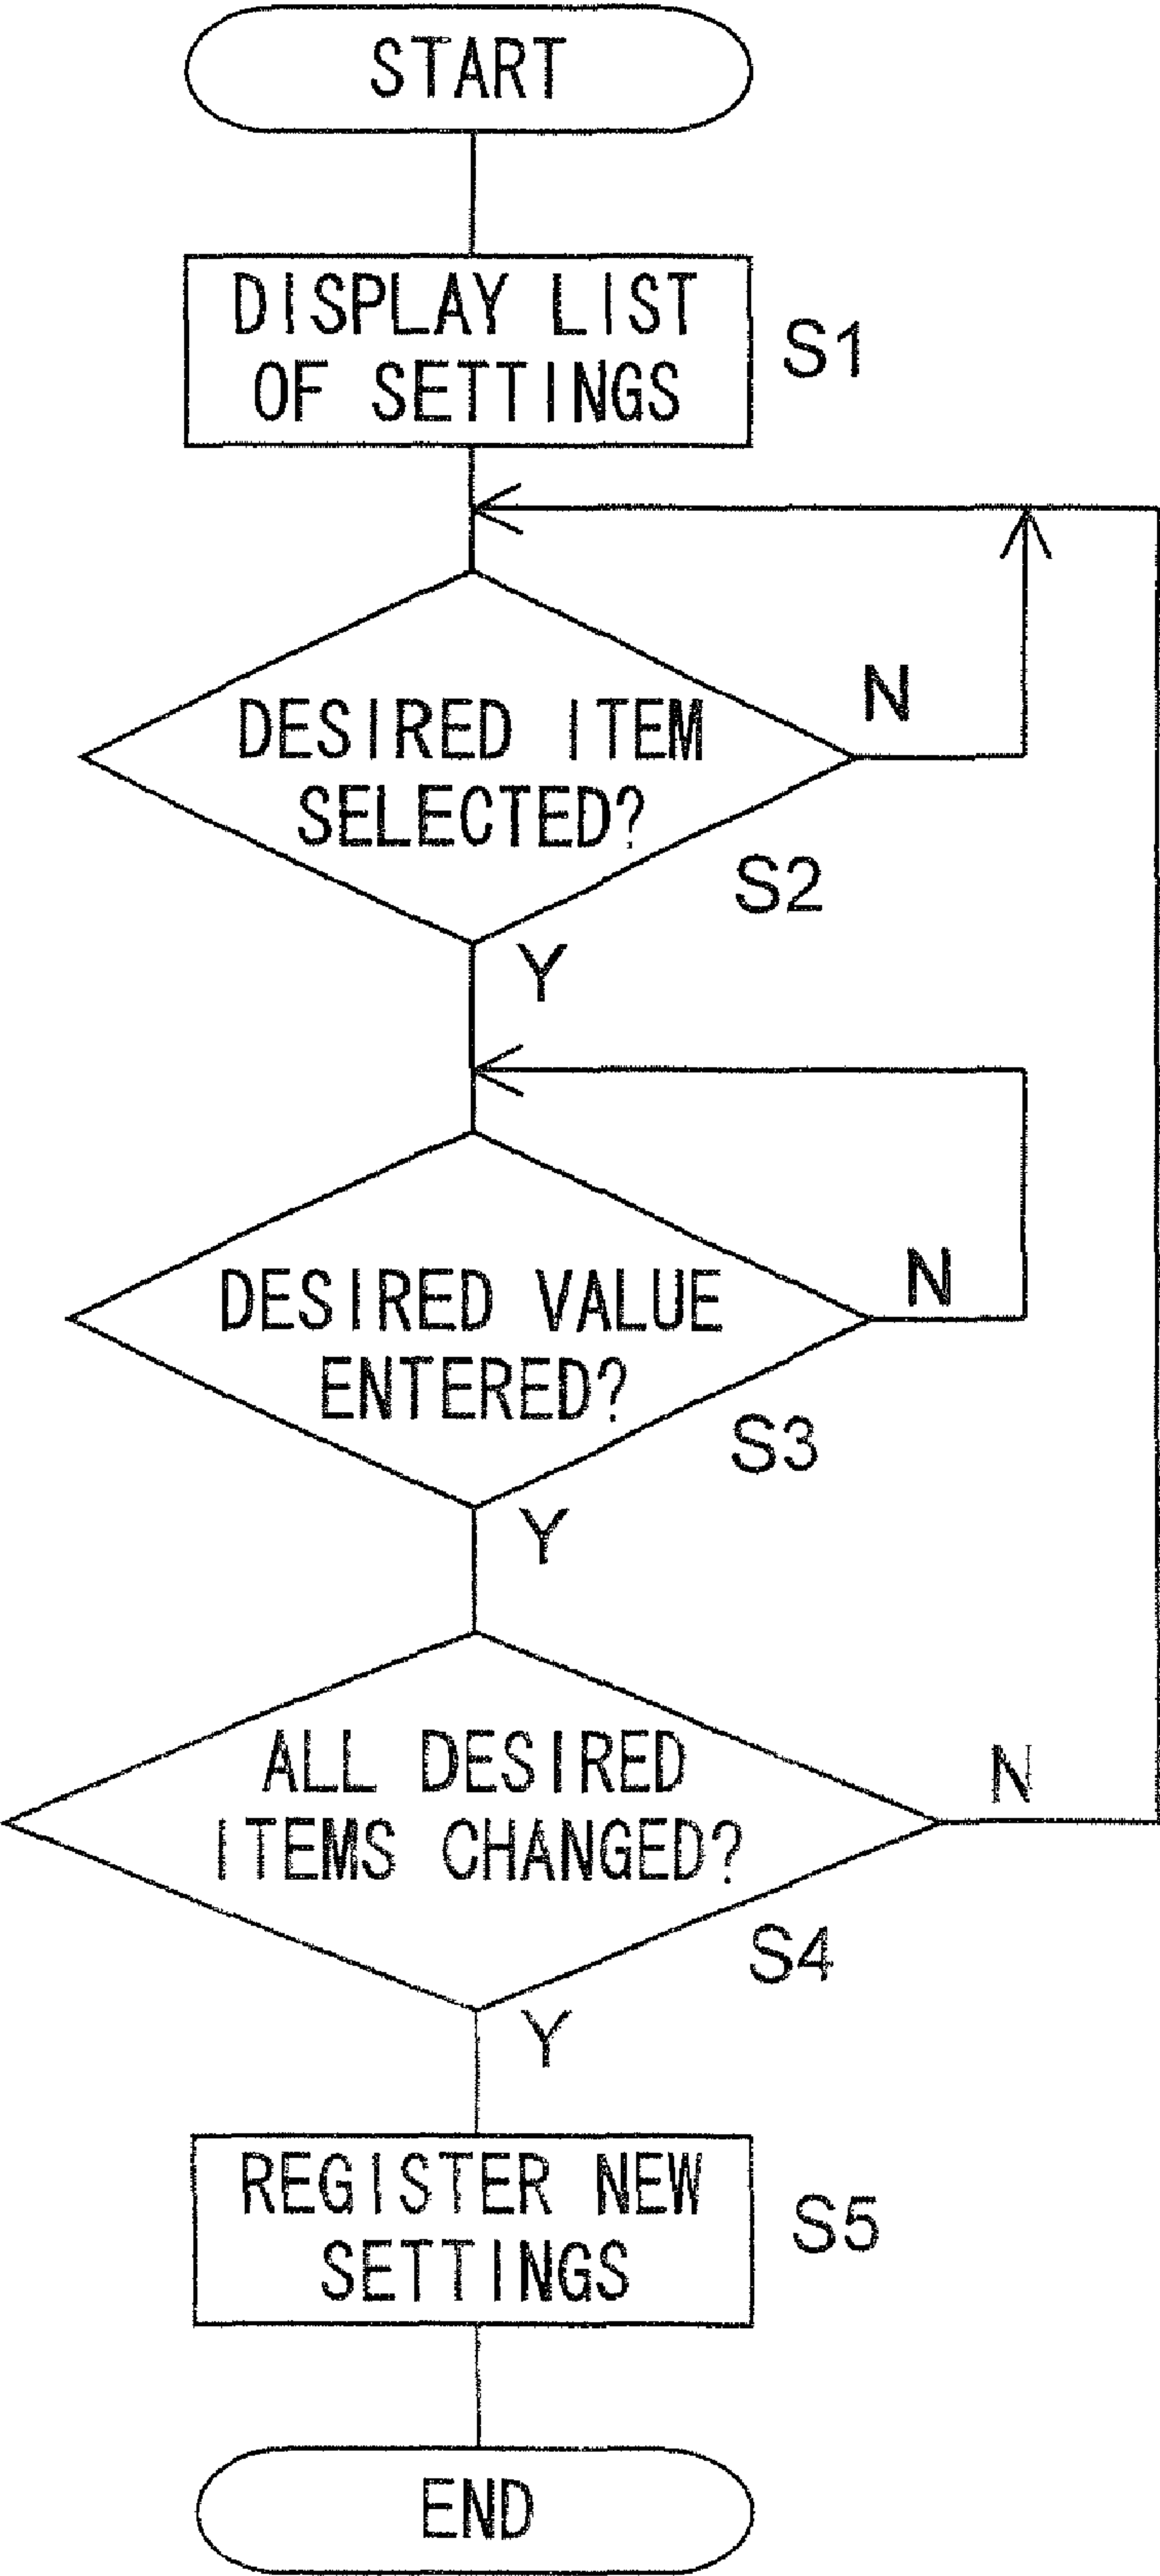 START
DISPLAY LIST
OF SETTINGS
S1
DESIRED ITEM
SELECTED?
N
S2
Y
DESIRED VALUE
ENTERED?
N
S3
Y
ALL DESIRED
ITEMS CHANGED?
N
S4
Y
REGISTER NEW
SETTINGS
S5
END